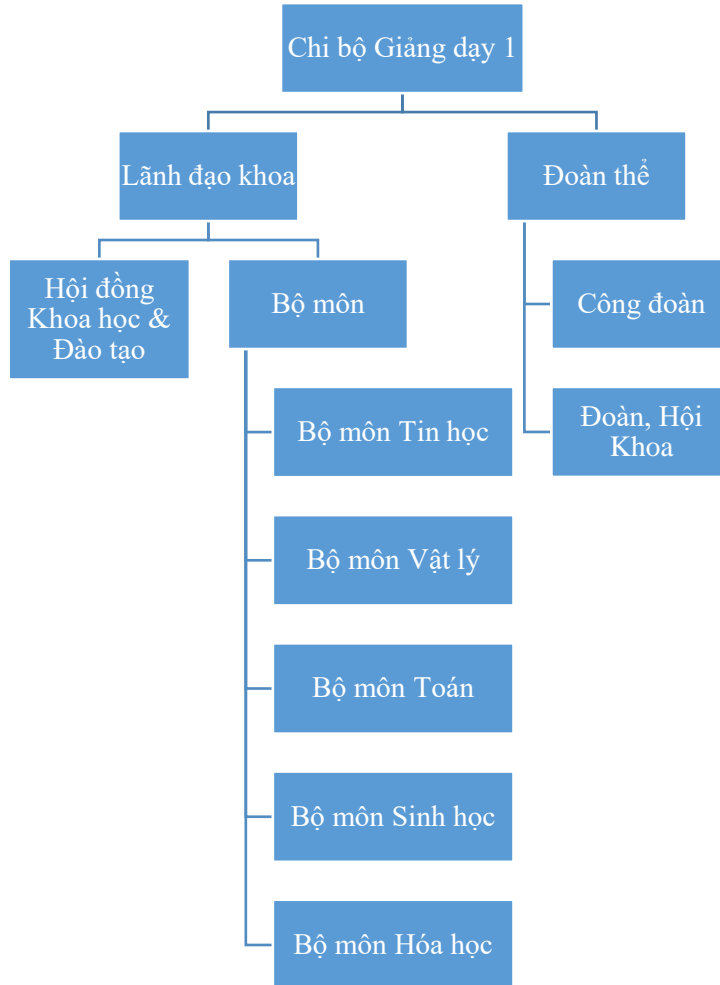 Chi bộ Giảng dạy 1
Lãnh đạo khoa
Đoàn thể
Hội đồng
Khoa học &
Đào tạo
Bộ môn
Công đoàn
Bộ môn Tin học
Đoàn, Hội
Khoa
Bộ môn Vật lý
Bộ môn Toán
Bộ môn Sinh học
Bộ môn Hóa học